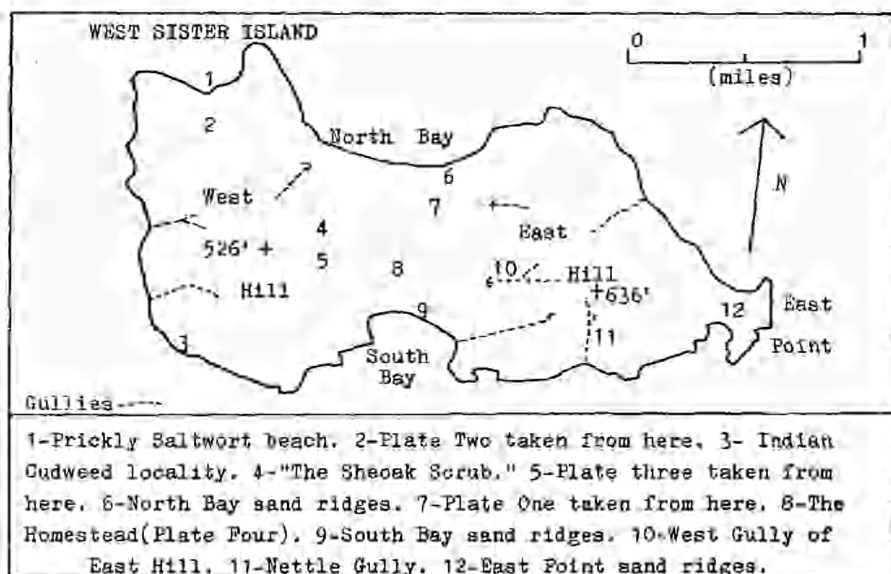 WEST SISTER ISLAND
0 1
(miles)
1
2
North Bay
N
6
West
7
4
East
526' +
5
8
10
Hill
Hill
+636'
9
12
East
3
11
Point
South
Bay
Gullies-----
1-Prickly Saltwort beach. 2-Plate Two taken from here. 3- Indian
Cudweed locality. 4-"The Sheoak Scrub." 5-Plate three taken from
here. 6-North Bay sand ridges. 7-Plate One taken from here. 8-The
Homestead(Plate Four). 9-South Bay sand ridges. 10-West Gully of
East Hill. 11-Nettle Gully. 12-East Point sand ridges.